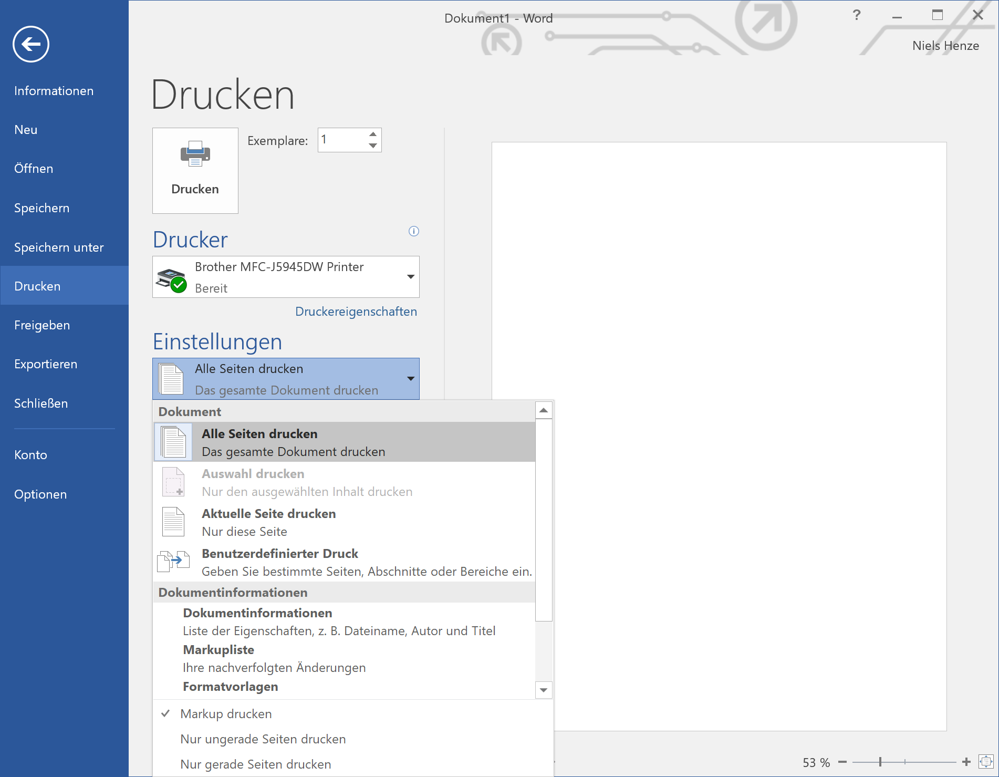 Dokument1 - Word
?
Niels Henze
Informationen
Neu
Öffnen
Speichern
Speichern unter
Drucken
Freigeben
Exportieren
Schließen
Konto
Optionen
Drucken
Drucken
Exemplare: 1
Drucker
Brother MFC-J5945DW Printer
Bereit
Druckereigenschaften
Einstellungen
Alle Seiten drucken
Das gesamte Dokument drucken
Dokument
Alle Seiten drucken
Das gesamte Dokument drucken
Auswahl drucken
Nur den ausgewählten Inhalt drucken
Aktuelle Seite drucken
Nur diese Seite
Benutzerdefinierter Druck
Geben Sie bestimmte Seiten, Abschnitte oder Bereiche ein.
Dokumentinformationen
Dokumentinformationen
Liste der Eigenschaften, z. B. Dateiname, Autor und Titel
Markupliste
Ihre nachverfolgten Änderungen
Formatvorlagen
Markup drucken
Nur ungerade Seiten drucken
Nur gerade Seiten drucken
53 %